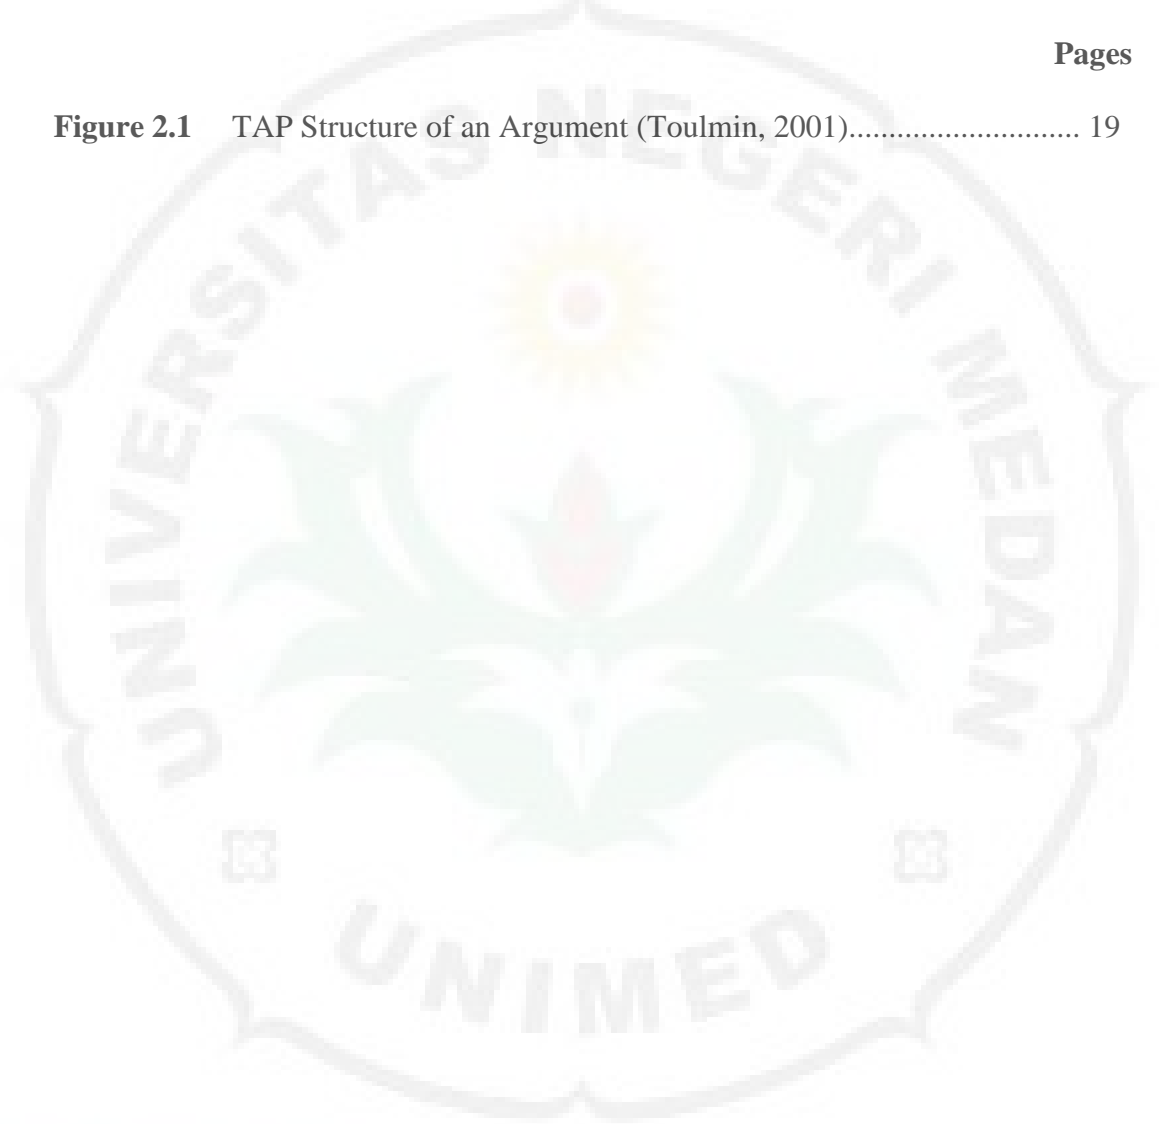 Pages
Figure 2.1 TAP Structure of an Argument (Toulmin, 2001)............................. 19
UNIVERSITAS NEGERI MEDAN
UNIMED